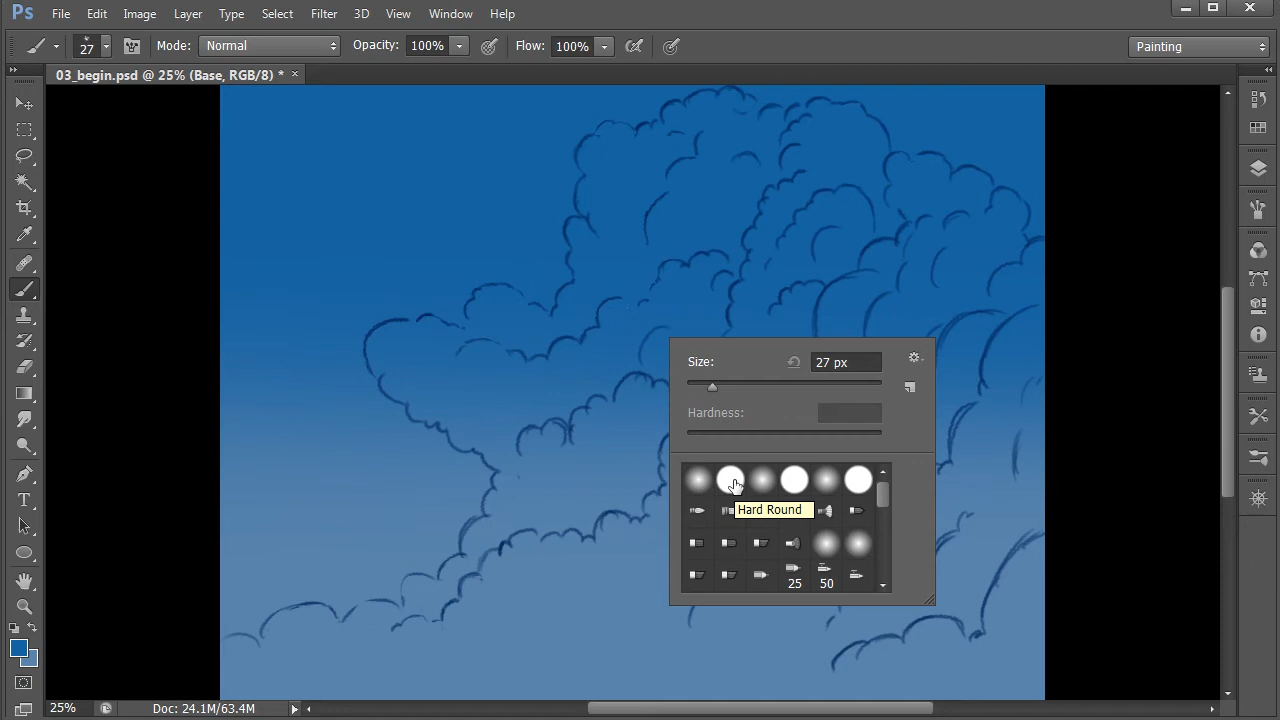 Ps File Edit Image Layer Type Select Filter 3D View Window Help
27 Mode: Normal Opacity: 100% Flow: 100% Painting
03_begin.psd @ 25% (Base, RGB/8) * ×
Size: 27 px
Hardness:
Hard Round
25 50
25% Doc: 24.1M/63.4M